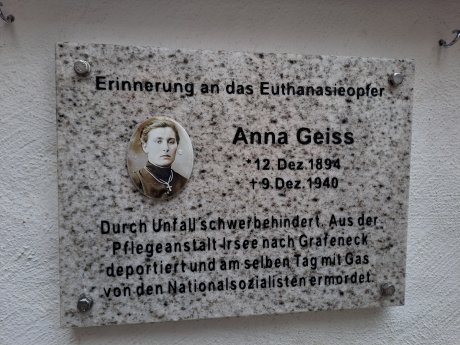 Erinnerung an das Euthanasieopfer
Anna Geiss
*12.Dez.1894
†9.Dez.1940
Durch Unfall schwerbehindert. Aus der
Pflegeanstalt Irsee nach Grafeneck
deportiert und am selben Tag mit Gas
von den Nationalsozialisten ermordet.